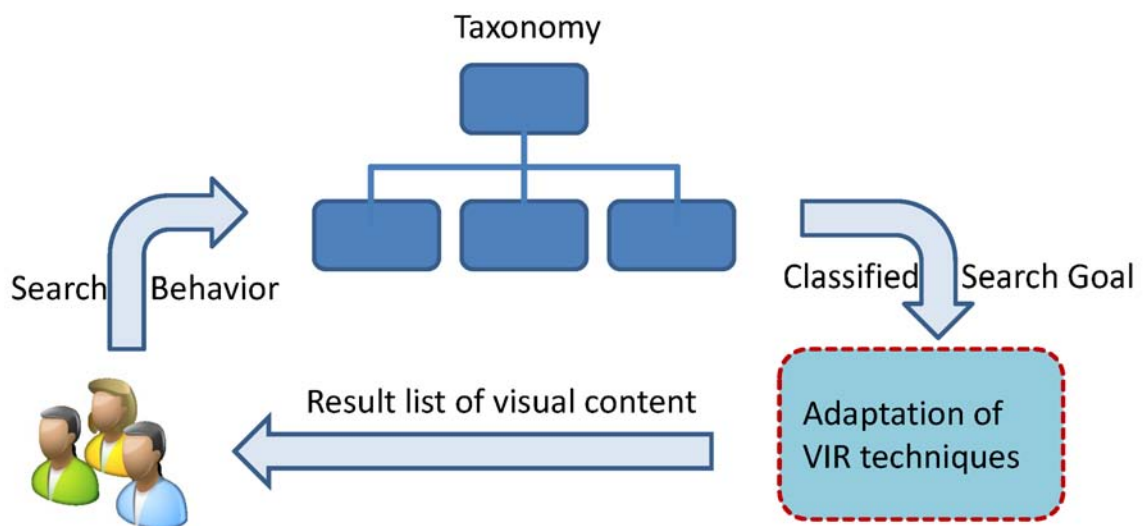 Taxonomy
Search Behavior
Classified Search Goal
Result list of visual content
Adaptation of
VIR techniques